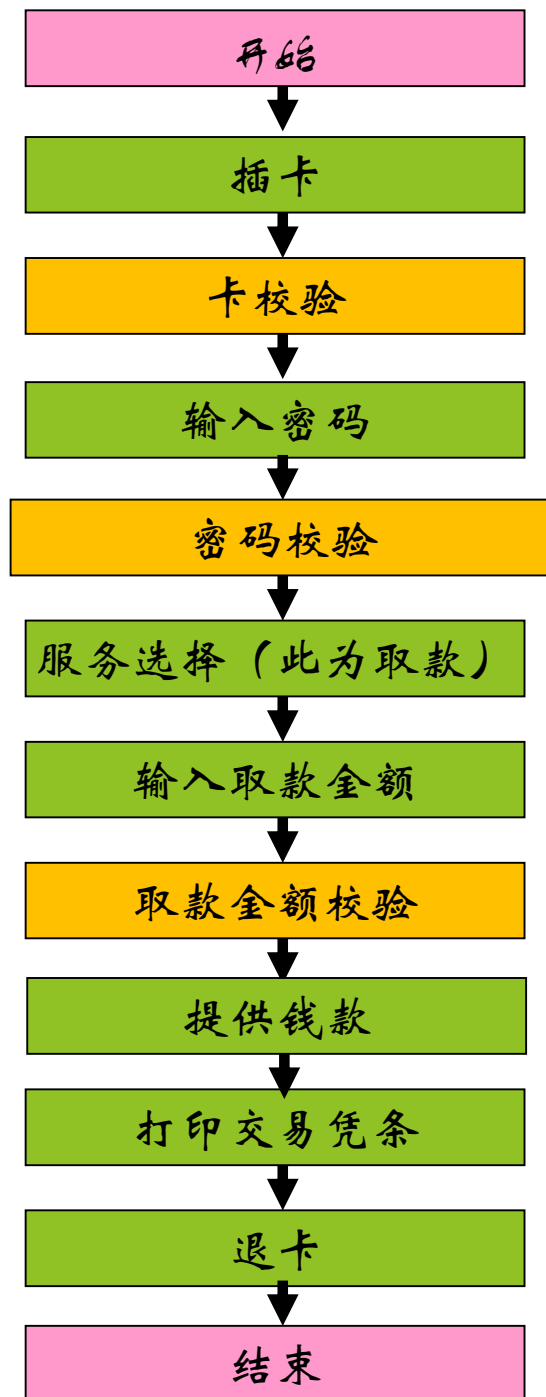 开始
插卡
卡校验
输入密码
密码校验
服务选择（此为取款）
输入取款金额
取款金额校验
提供钱款
打印交易凭条
退卡
结束